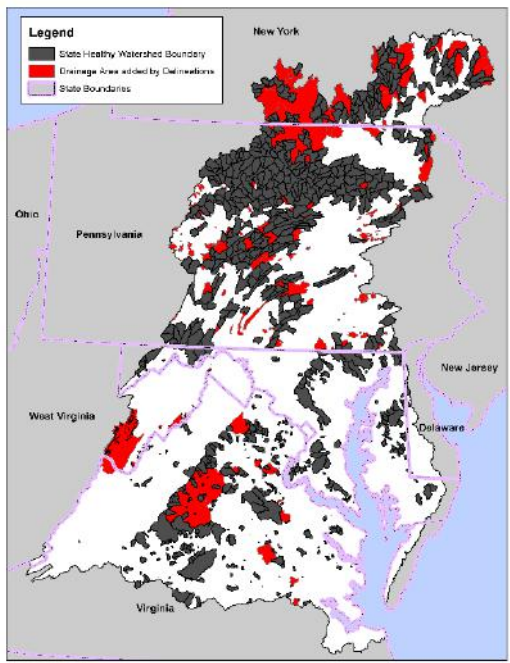 New York
Legend
State Healthy Watershed Boundary
Drainage Area added by Delineations
State Boundaries
Ohio
Pennsylvania
New Jersey
West Virginia
Delaware
Virginia